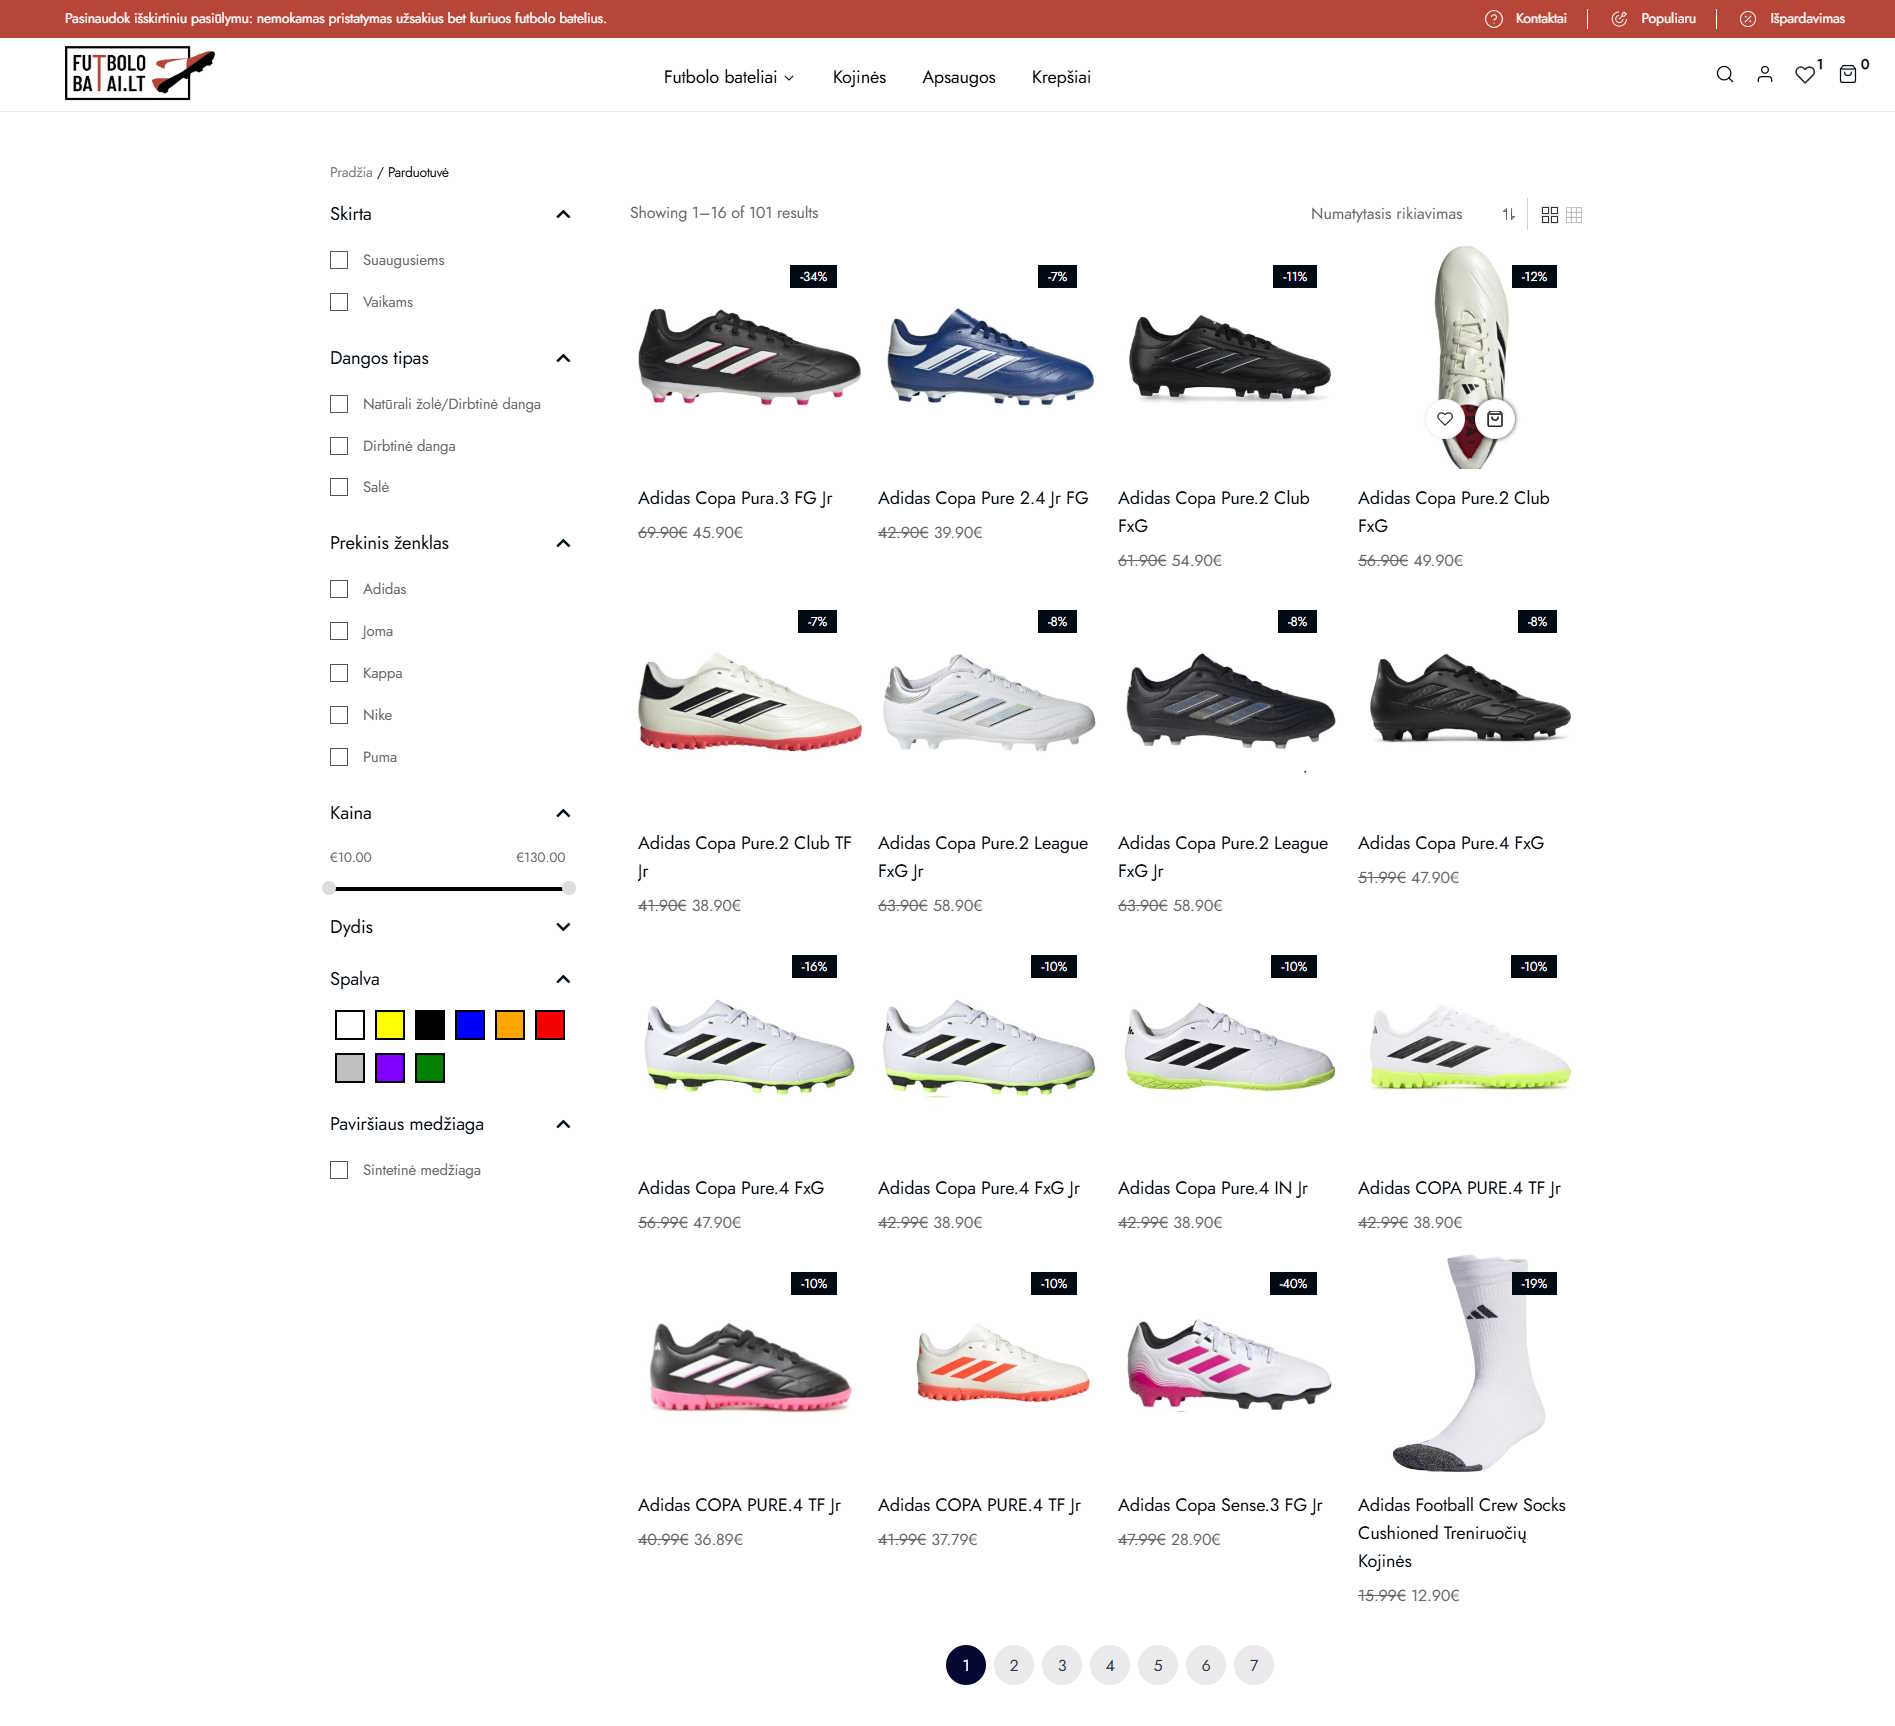 Pasinaudok išskirtiniu pasiūlymu: nemokamas pristatymas užsakius bet kuriuos futbolo batelius.
Kontaktai
Populiaru
Išpardavimas
FUTBOLO
BATAI.LT
Futbolo bateliai
Kojinės
Apsaugos
Krepšiai
1
0
Pradžia / Parduotuvė
Skirta
Suaugusiems
Vaikams
Dangos tipas
Natūrali žolė/Dirbtinė danga
Dirbtinė danga
Salė
Prekinis ženklas
Adidas
Joma
Kappa
Nike
Puma
Kaina
€10.00
€130.00
Dydis
Spalva
Paviršiaus medžiaga
Sintetinė medžiaga
Showing 1–16 of 101 results
Numatytasis rikiavimas
-34%
-7%
-11%
-12%
Adidas Copa Pura.3 FG Jr
69.90€ 45.90€
Adidas Copa Pure 2.4 Jr FG
42.90€ 39.90€
Adidas Copa Pure.2 Club
FxG
61.90€ 54.90€
Adidas Copa Pure.2 Club
FxG
56.90€ 49.90€
-7%
-8%
-8%
-8%
Adidas Copa Pure.2 Club TF
Jr
41.90€ 38.90€
Adidas Copa Pure.2 League
FxG Jr
63.90€ 58.90€
Adidas Copa Pure.2 League
FxG Jr
63.90€ 58.90€
Adidas Copa Pure.4 FxG
51.99€ 47.90€
-16%
-10%
-10%
-10%
Adidas Copa Pure.4 FxG
56.99€ 47.90€
Adidas Copa Pure.4 FxG Jr
42.99€ 38.90€
Adidas Copa Pure.4 IN Jr
42.99€ 38.90€
Adidas COPA PURE.4 TF Jr
42.99€ 38.90€
-10%
-10%
-40%
-19%
Adidas COPA PURE.4 TF Jr
40.99€ 36.89€
Adidas COPA PURE.4 TF Jr
41.99€ 37.79€
Adidas Copa Sense.3 FG Jr
47.99€ 28.90€
Adidas Football Crew Socks
Cushioned Treniruočių
Kojinės
15.99€ 12.90€
1
2
3
4
5
6
7